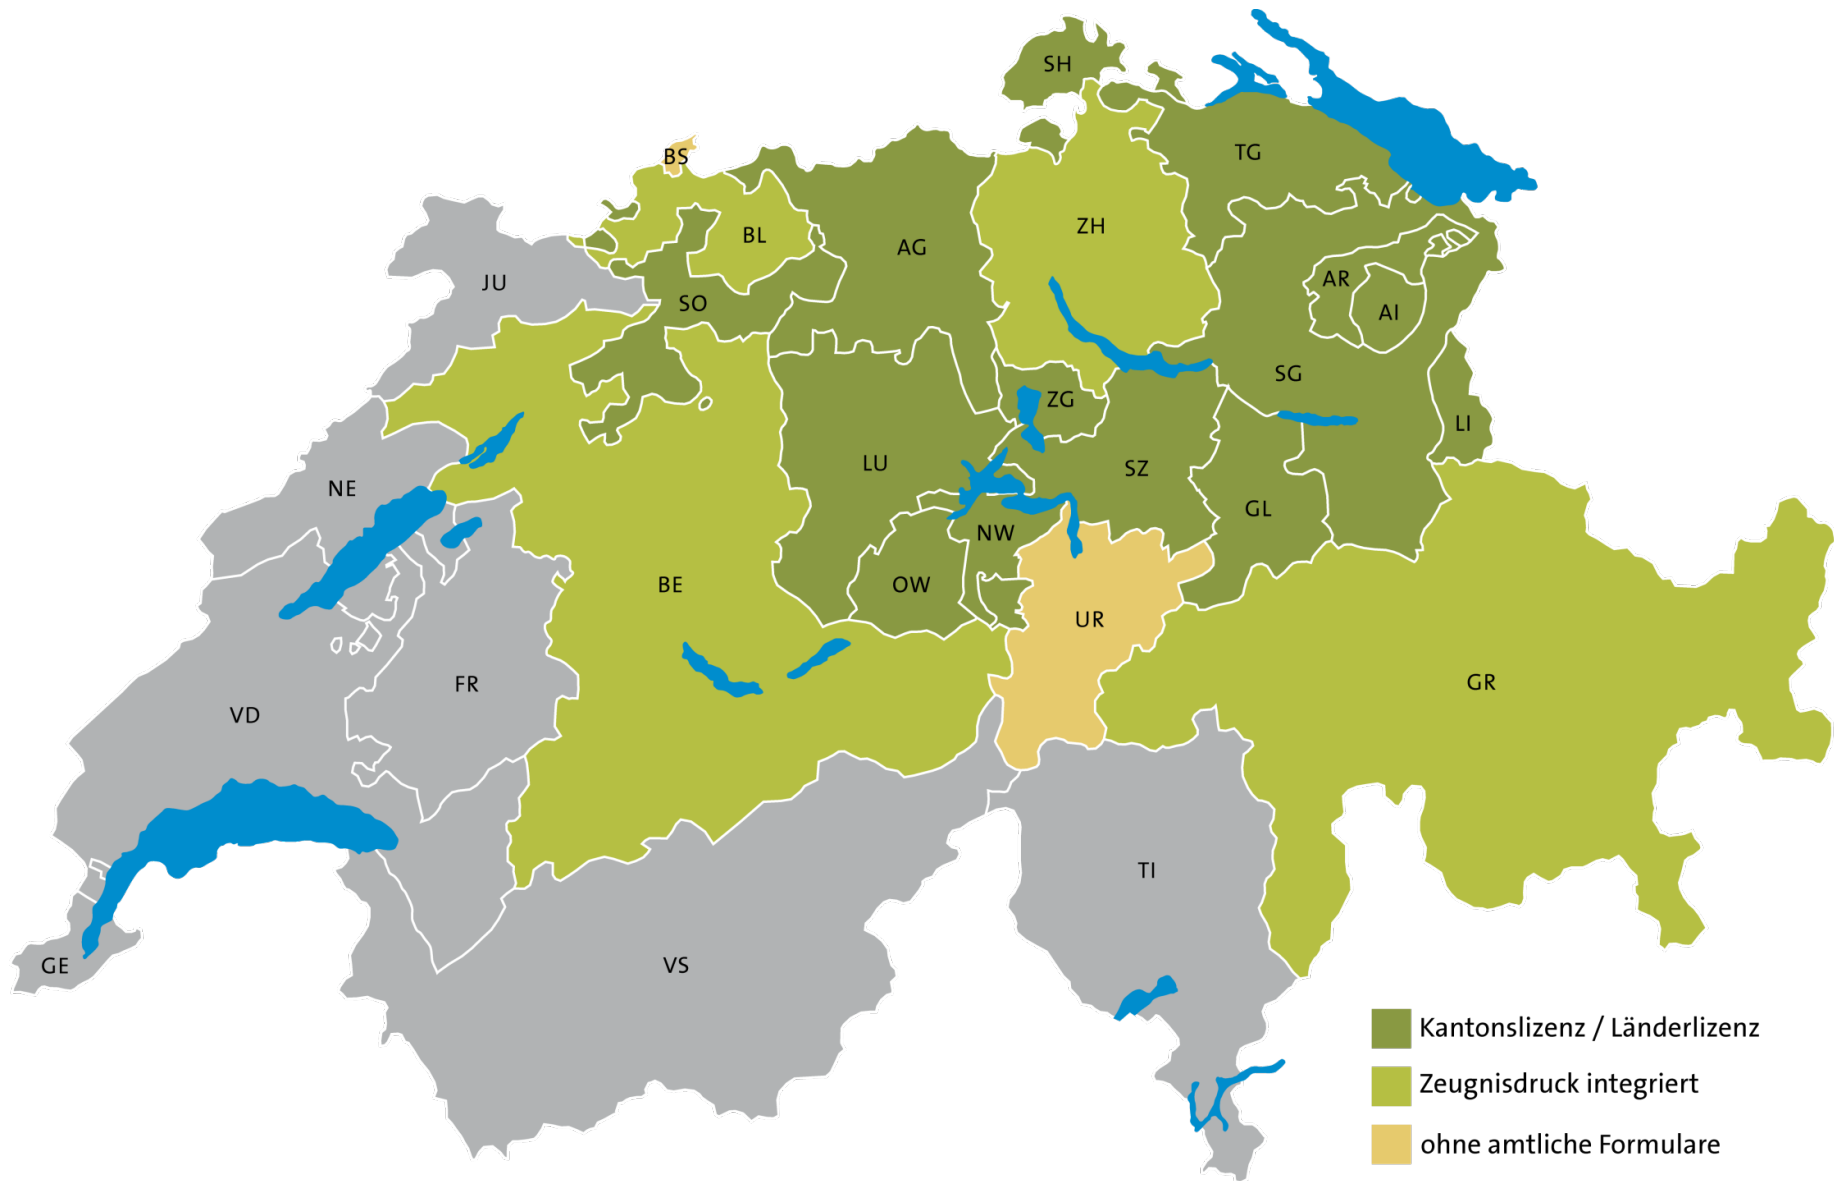 SH
BS
TG
ZH
BL
AG
JU
SO
AR
AI
SG
ZG
LI
LU
SZ
NE
GL
NW
BE
OW
UR
FR
GR
VD
TI
GE
VS
Kantonslizenz / Länderlizenz
Zeugnisdruck integriert
ohne amtliche Formulare